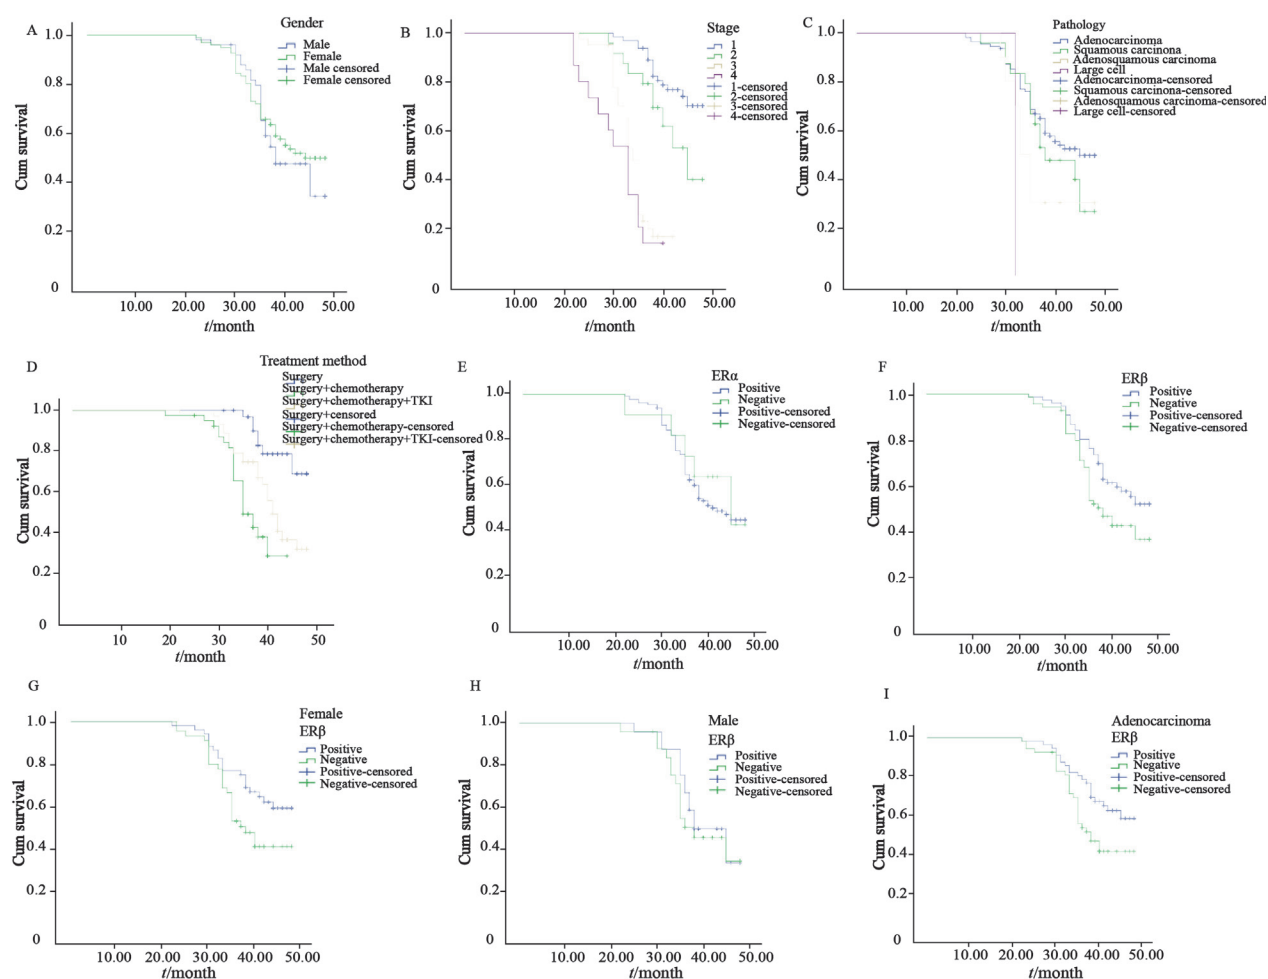 A
Gender
Male
Female
Male censored
Female censored
1.0
0.8
0.6
0.4
0.2
0
Cum survival
10.00 20.00 30.00 40.00 50.00
t/month
B
Stage
1
2
3
4
1-censored
2-censored
3-censored
4-censored
1.0
0.8
0.6
0.4
0.2
0
Cum survival
10.00 20.00 30.00 40.00 50.00
t/month
C
Pathology
Adenocarcinoma
Squamous carcinona
Adenosquamous carcinoma
Large cell
Adenocarcinoma-censored
Squamous carcinona-censored
Adenosquamous carcinoma-censored
Large cell-censored
1.0
0.8
0.6
0.4
0.2
0
Cum survival
10.00 20.00 30.00 40.00 50.00
t/month
D
Treatment method
Surgery
Surgery+chemotherapy
Surgery+chemotherapy+TKI
Surgery+censored
Surgery+chemotherapy-censored
Surgery+chemotherapy+TKI-censored
1.0
0.8
0.6
0.4
0.2
0
Cum survival
10 20 30 40 50
t/month
E
ERα
Positive
Negative
Positive-censored
Negative-censored
1.0
0.8
0.6
0.4
0.2
0
Cum survival
10.00 20.00 30.00 40.00 50.00
t/month
F
ERβ
Positive
Negative
Positive-censored
Negative-censored
1.0
0.8
0.6
0.4
0.2
0
Cum survival
10.00 20.00 30.00 40.00 50.00
t/month
G
Female
ERβ
Positive
Negative
Positive-censored
Negative-censored
1.0
0.8
0.6
0.4
0.2
0
Cum survival
10.00 20.00 30.00 40.00 50.00
t/month
H
Male
ERβ
Positive
Negative
Positive-censored
Negative-censored
1.0
0.8
0.6
0.4
0.2
0
Cum survival
10.00 20.00 30.00 40.00 50.00
t/month
I
Adenocarcinoma
ERβ
Positive
Negative
Positive-censored
Negative-censored
1.0
0.8
0.6
0.4
0.2
0
Cum survival
10.00 20.00 30.00 40.00 50.00
t/month